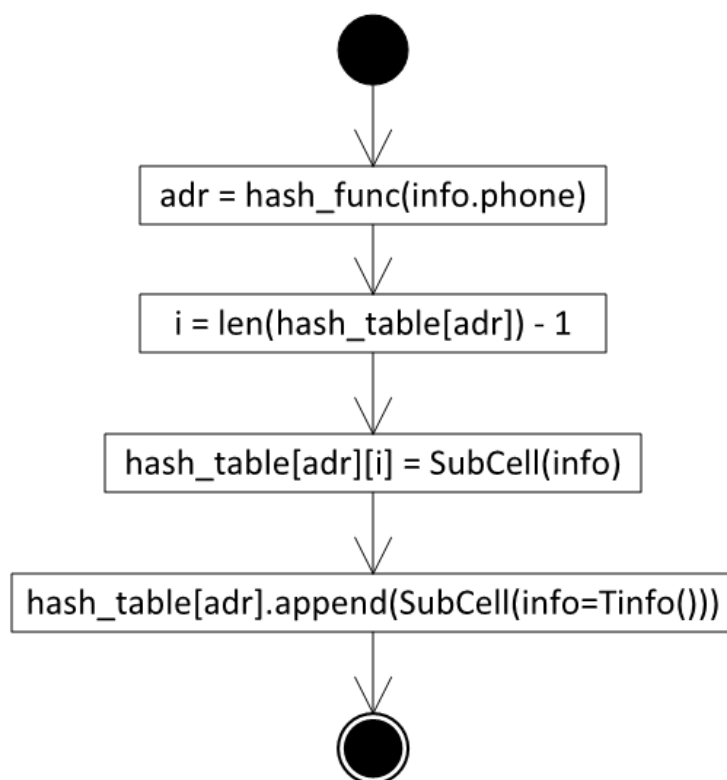 adr = hash_func(info.phone)
i = len(hash_table[adr]) - 1
hash_table[adr][i] = SubCell(info)
hash_table[adr].append(SubCell(info=Tinfo()))